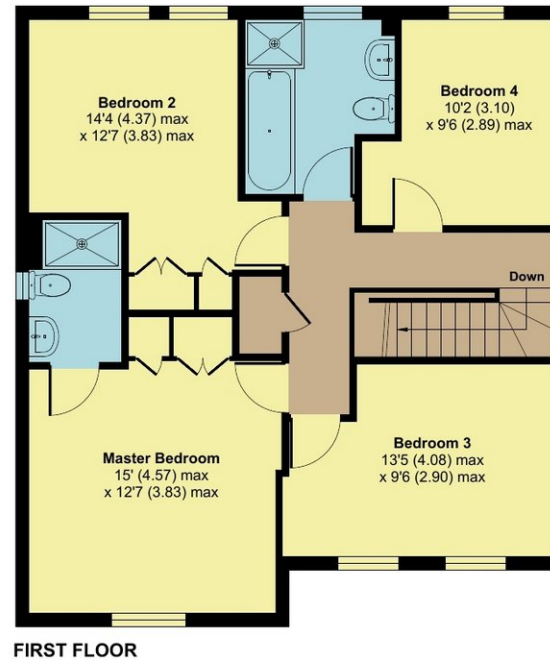 Bedroom 2
14'4 (4.37) max
x 12'7 (3.83) max
Bedroom 4
10'2 (3.10)
x 9'6 (2.89) max
Down
Master Bedroom
15' (4.57) max
x 12'7 (3.83) max
Bedroom 3
13'5 (4.08) max
x 9'6 (2.90) max
FIRST FLOOR